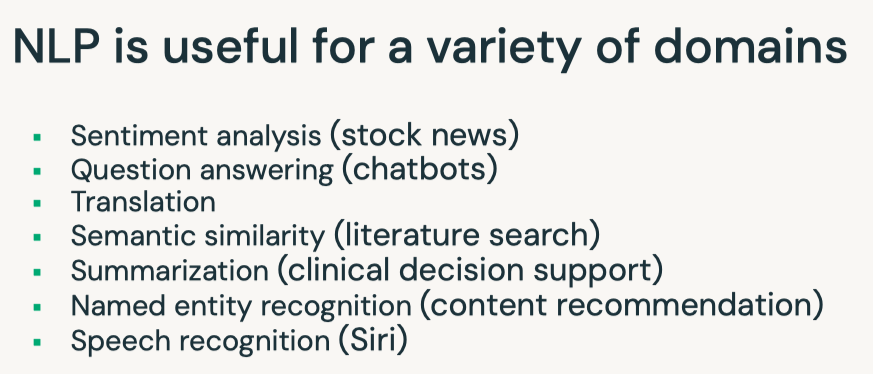 NLP is useful for a variety of domains
Sentiment analysis (stock news)
Question answering (chatbots)
Translation
Semantic similarity (literature search)
Summarization (clinical decision support)
Named entity recognition (content recommendation)
Speech recognition (Siri)